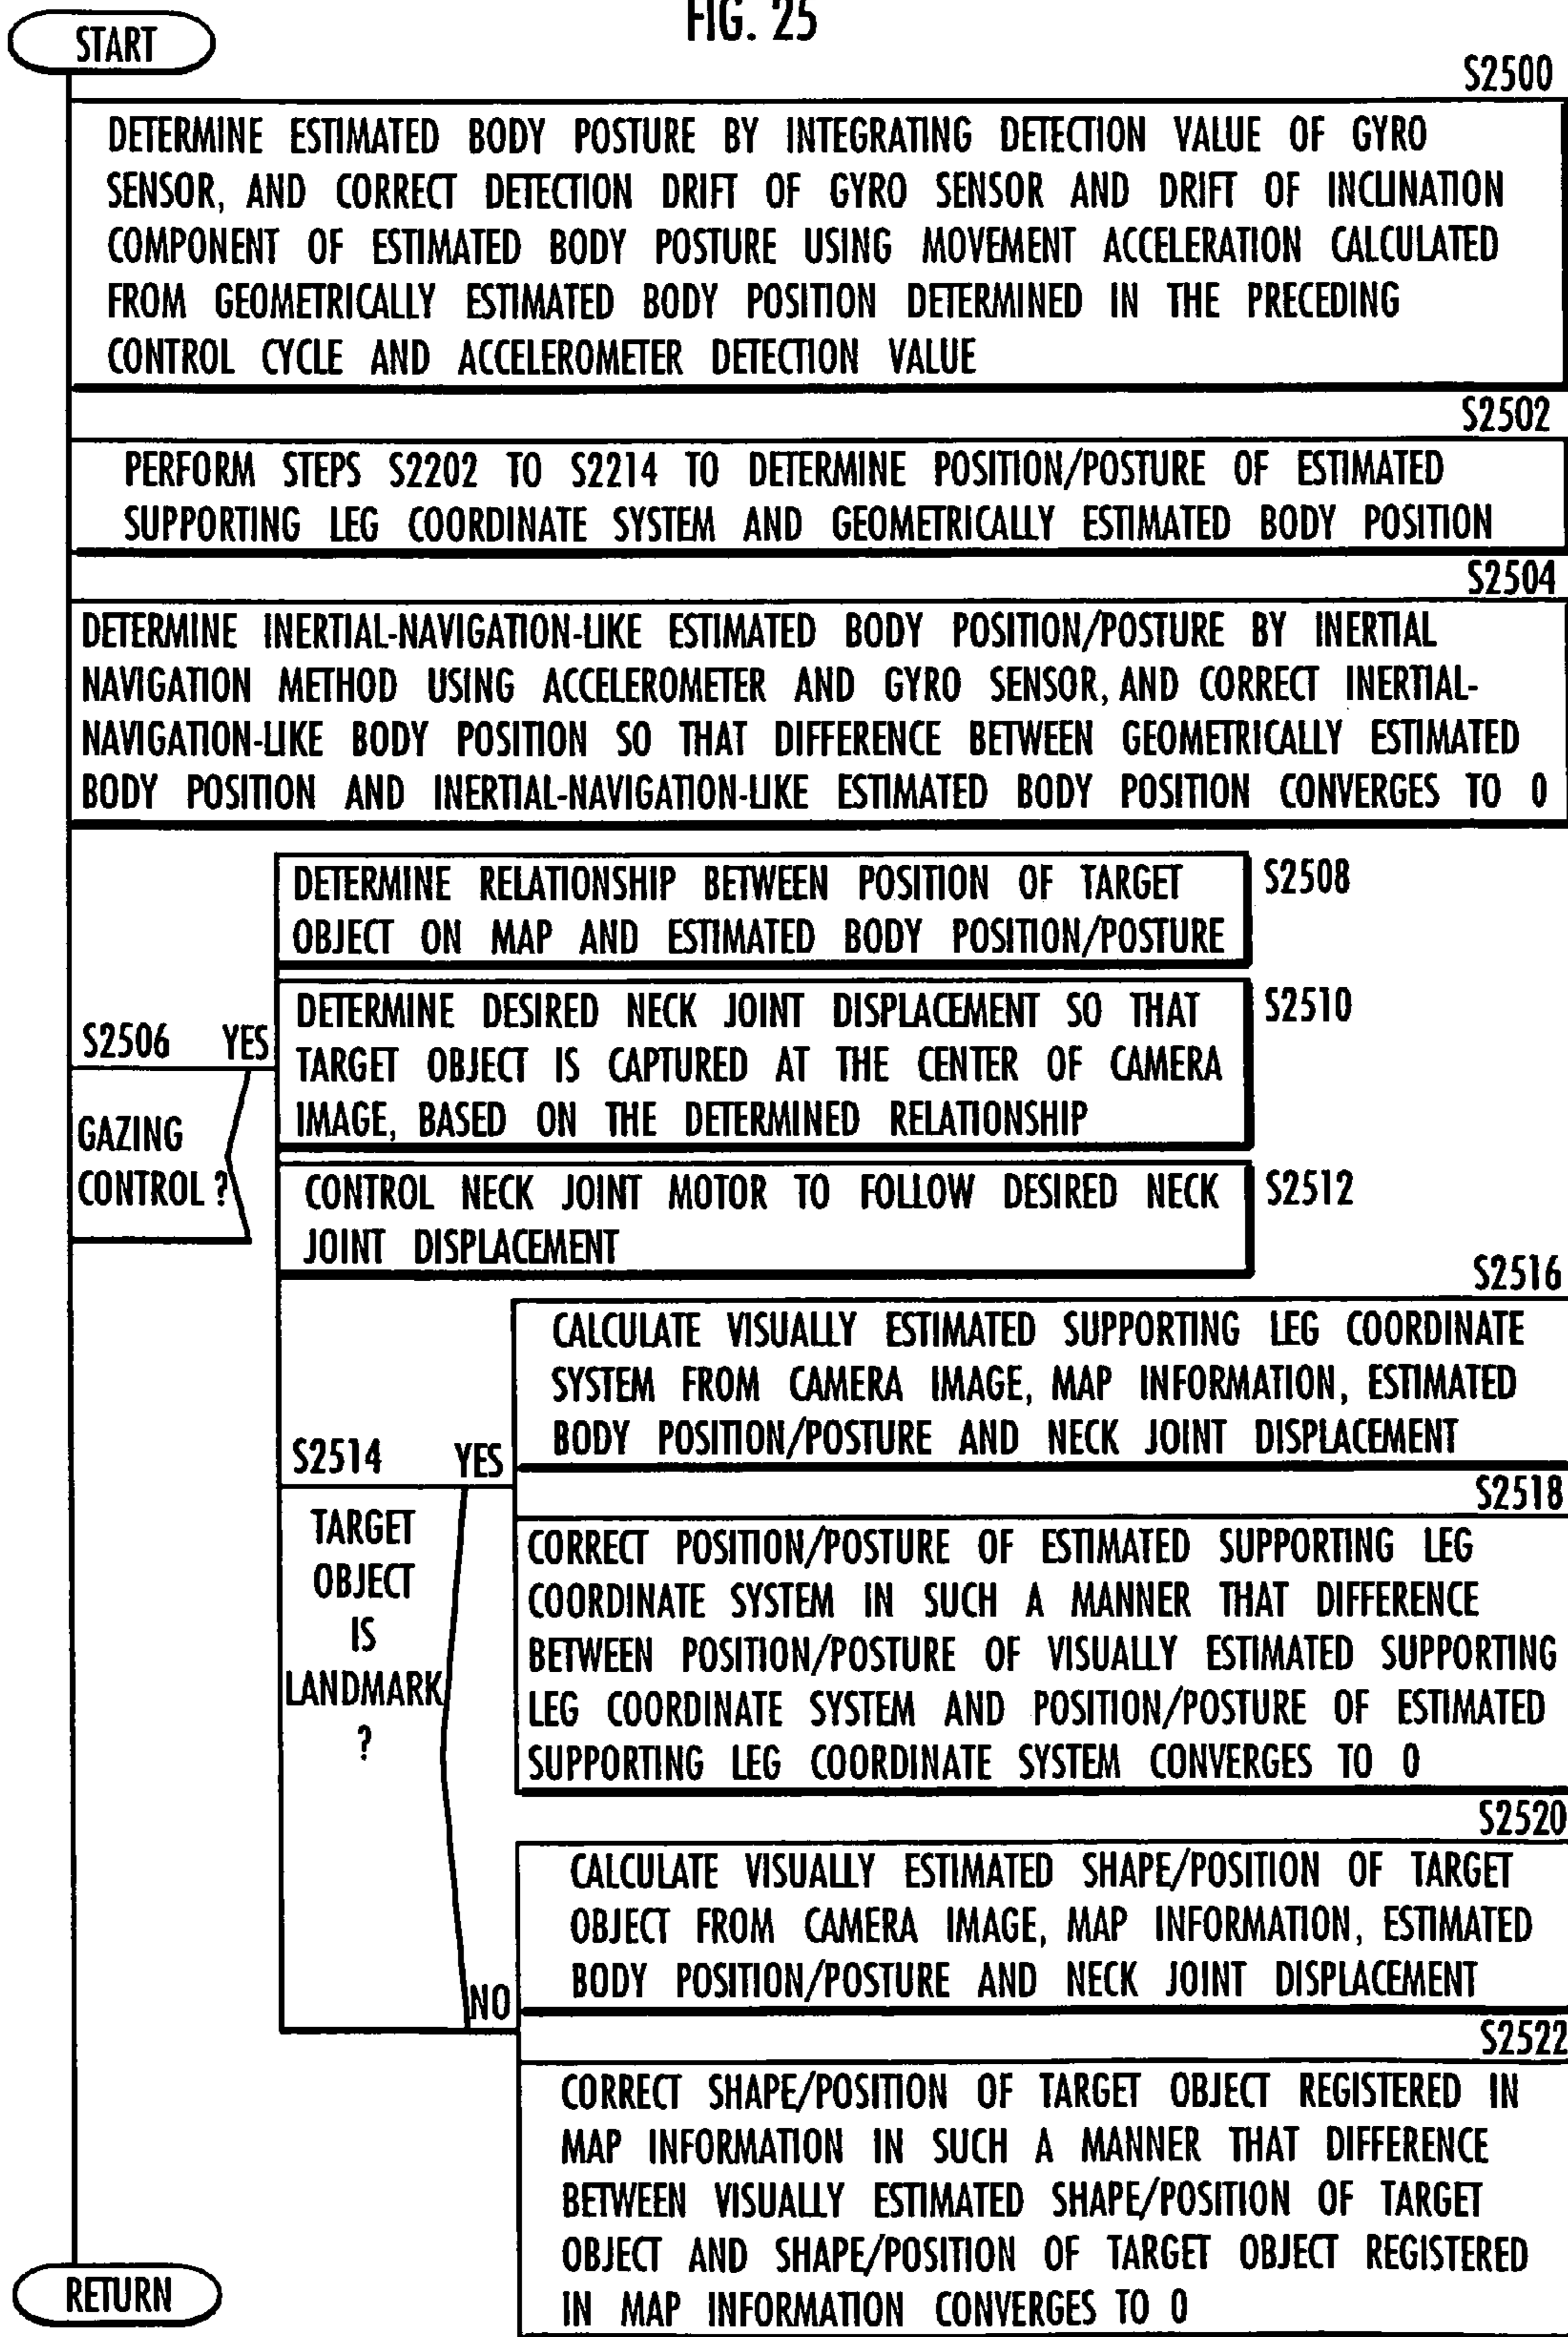 FIG. 25
START
S2500
DETERMINE ESTIMATED BODY POSTURE BY INTEGRATING DETECTION VALUE OF GYRO
SENSOR, AND CORRECT DETECTION DRIFT OF GYRO SENSOR AND DRIFT OF INCLINATION
COMPONENT OF ESTIMATED BODY POSTURE USING MOVEMENT ACCELERATION CALCULATED
FROM GEOMETRICALLY ESTIMATED BODY POSITION DETERMINED IN THE PRECEDING
CONTROL CYCLE AND ACCELEROMETER DETECTION VALUE
S2502
PERFORM STEPS S2202 TO S2214 TO DETERMINE POSITION/POSTURE OF ESTIMATED
SUPPORTING LEG COORDINATE SYSTEM AND GEOMETRICALLY ESTIMATED BODY POSITION
S2504
DETERMINE INERTIAL-NAVIGATION-LIKE ESTIMATED BODY POSITION/POSTURE BY INERTIAL
NAVIGATION METHOD USING ACCELEROMETER AND GYRO SENSOR, AND CORRECT INERTIAL-
NAVIGATION-LIKE BODY POSITION SO THAT DIFFERENCE BETWEEN GEOMETRICALLY ESTIMATED
BODY POSITION AND INERTIAL-NAVIGATION-LIKE ESTIMATED BODY POSITION CONVERGES TO 0
S2506 YES
GAZING
CONTROL ?
DETERMINE RELATIONSHIP BETWEEN POSITION OF TARGET
OBJECT ON MAP AND ESTIMATED BODY POSITION/POSTURE
S2508
DETERMINE DESIRED NECK JOINT DISPLACEMENT SO THAT
TARGET OBJECT IS CAPTURED AT THE CENTER OF CAMERA
IMAGE, BASED ON THE DETERMINED RELATIONSHIP
S2510
CONTROL NECK JOINT MOTOR TO FOLLOW DESIRED NECK
JOINT DISPLACEMENT
S2512
S2514 YES
TARGET
OBJECT
IS
LANDMARK
?
S2516
CALCULATE VISUALLY ESTIMATED SUPPORTING LEG COORDINATE
SYSTEM FROM CAMERA IMAGE, MAP INFORMATION, ESTIMATED
BODY POSITION/POSTURE AND NECK JOINT DISPLACEMENT
S2518
CORRECT POSITION/POSTURE OF ESTIMATED SUPPORTING LEG
COORDINATE SYSTEM IN SUCH A MANNER THAT DIFFERENCE
BETWEEN POSITION/POSTURE OF VISUALLY ESTIMATED SUPPORTING
LEG COORDINATE SYSTEM AND POSITION/POSTURE OF ESTIMATED
SUPPORTING LEG COORDINATE SYSTEM CONVERGES TO 0
NO
S2520
CALCULATE VISUALLY ESTIMATED SHAPE/POSITION OF TARGET
OBJECT FROM CAMERA IMAGE, MAP INFORMATION, ESTIMATED
BODY POSITION/POSTURE AND NECK JOINT DISPLACEMENT
S2522
CORRECT SHAPE/POSITION OF TARGET OBJECT REGISTERED IN
MAP INFORMATION IN SUCH A MANNER THAT DIFFERENCE
BETWEEN VISUALLY ESTIMATED SHAPE/POSITION OF TARGET
OBJECT AND SHAPE/POSITION OF TARGET OBJECT REGISTERED
IN MAP INFORMATION CONVERGES TO 0
RETURN